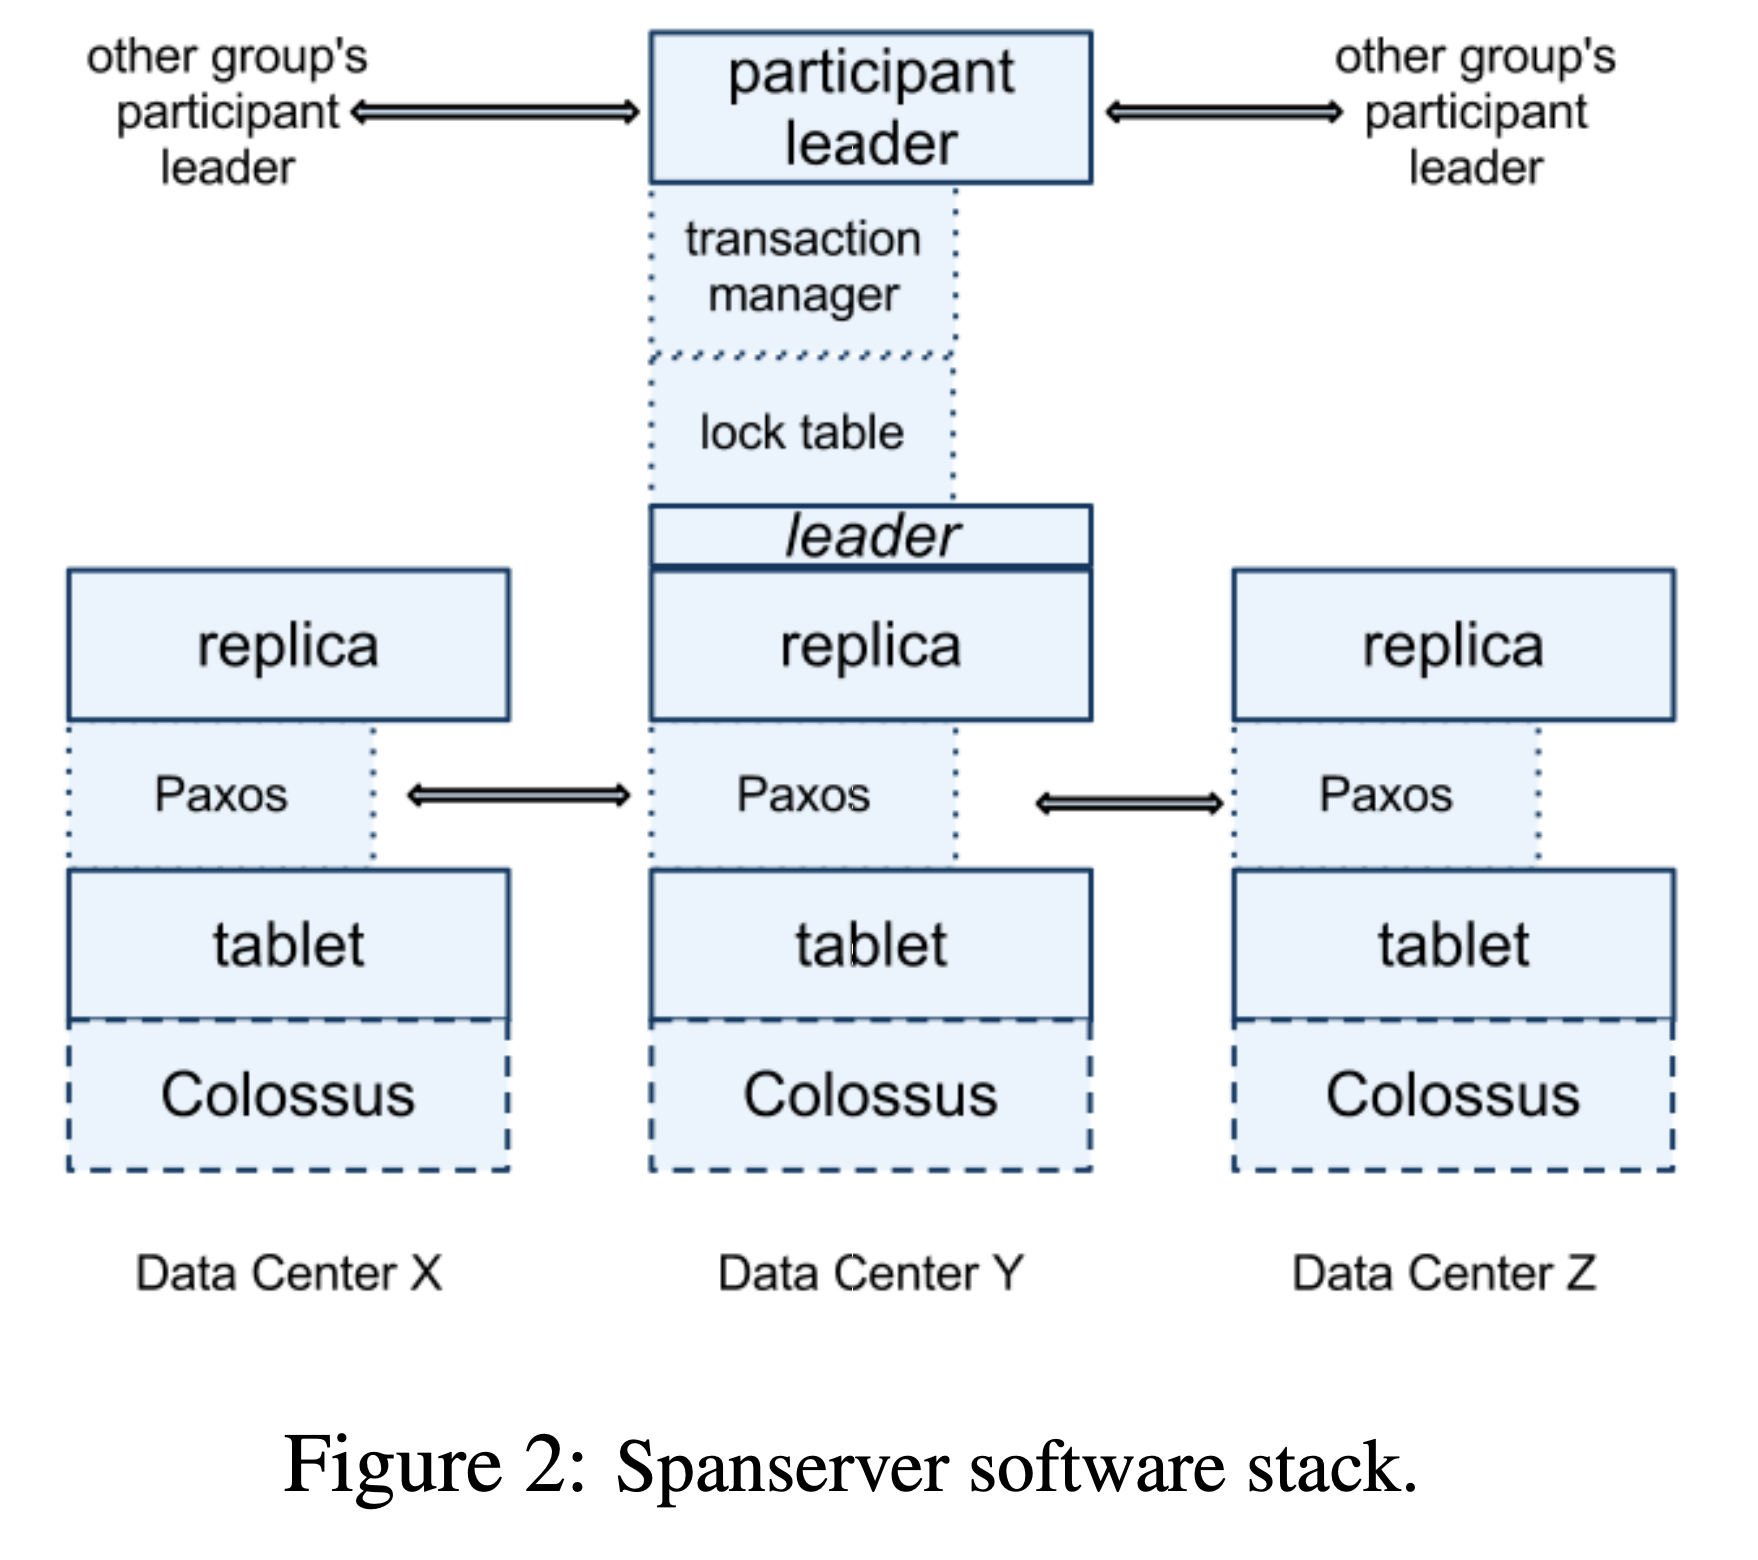 other group's
participant
leader
participant
leader
other group's
participant
leader
transaction
manager
lock table
leader
replica
replica
replica
Paxos
Paxos
Paxos
tablet
tablet
tablet
Colossus
Colossus
Colossus
Data Center X
Data Center Y
Data Center Z
Figure 2: Spanserver software stack.